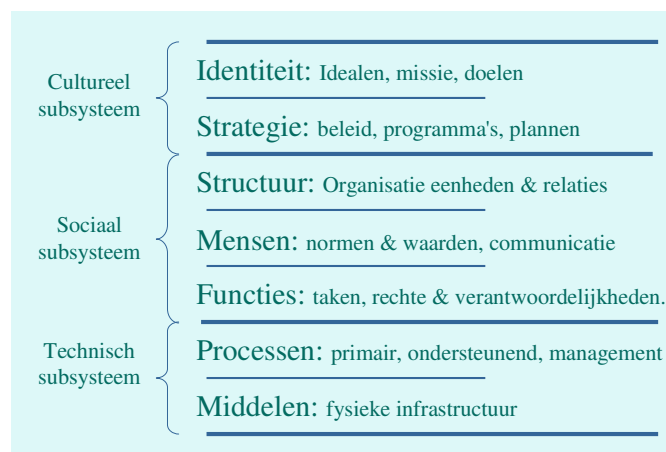 Cultureel
subsysteem
Identiteit: Idealen, missie, doelen
Strategie: beleid, programma's, plannen
Sociaal
subsysteem
Structuur: Organisatie eenheden & relaties
Mensen: normen & waarden, communicatie
Functies: taken, rechte & verantwoordelijkheden.
Technisch
subsysteem
Processen: primair, ondersteunend, management
Middelen: fysieke infrastructuur